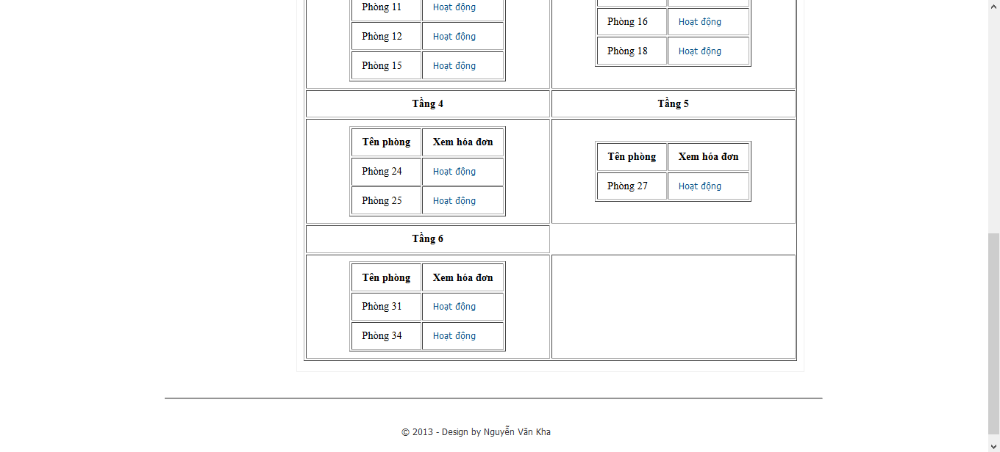 Phòng 11 Hoạt động
Phòng 12 Hoạt động
Phòng 15 Hoạt động
Phòng 16 Hoạt động
Phòng 18 Hoạt động
Tầng 4 Tầng 5
Tên phòng Xem hóa đơn
Phòng 24 Hoạt động
Phòng 25 Hoạt động
Tên phòng Xem hóa đơn
Phòng 27 Hoạt động
Tầng 6
Tên phòng Xem hóa đơn
Phòng 31 Hoạt động
Phòng 34 Hoạt động
© 2013 - Design by Nguyễn Văn Kha